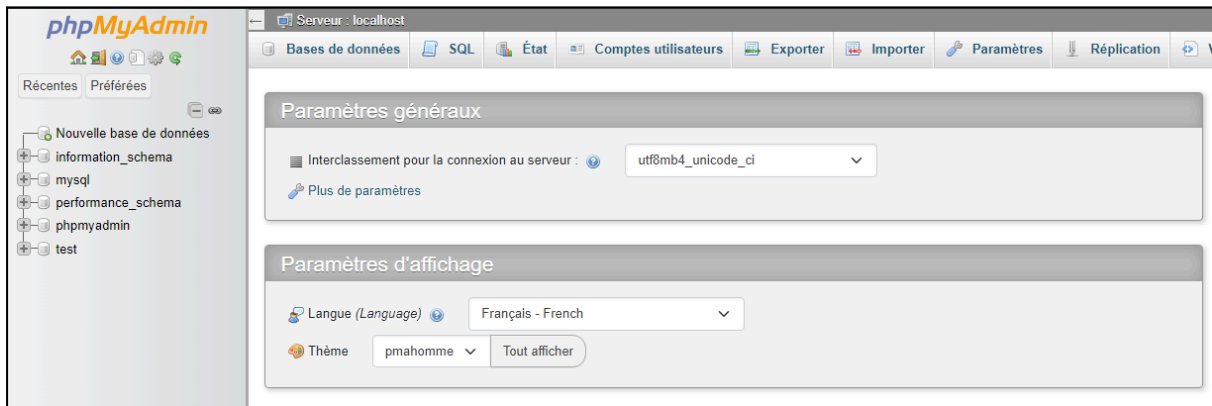 phpMyAdmin
Récentes Préférées
Nouvelle base de données
information_schema
mysql
performance_schema
phpmyadmin
test
Serveur : localhost
Bases de données SQL État Comptes utilisateurs Exporter Importer Paramètres Réplication
Paramètres généraux
Interclassement pour la connexion au serveur : utf8mb4_unicode_ci
Plus de paramètres
Paramètres d'affichage
Langue (Language) Français - French
Thème pmahomme Tout afficher